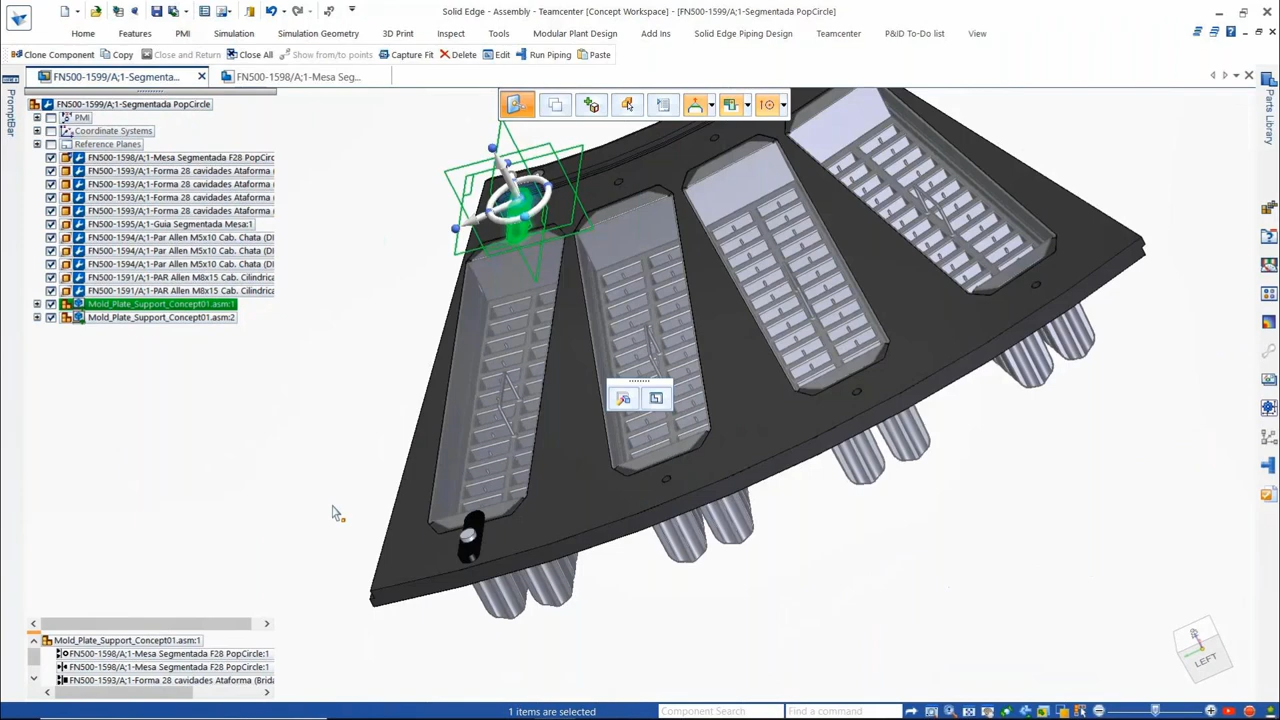 Solid Edge - Assembly - Teamcenter [Concept Workspace] - [FN500-1599/A;1-Segmentada PopCircle]
Home Features PMI Simulation Simulation Geometry 3D Print Inspect Tools Modular Plant Design Add Ins Solid Edge Piping Design Teamcenter P&ID To-Do list View
Clone Component Copy Close and Return Close All Show from/to points Capture Fit Delete Edit Run Piping Paste
FN500-1599/A;1-Segmenta... FN500-1598/A;1-Mesa Seg...
PromptBar
FN500-1599/A;1-Segmentada PopCircle
PMI
Coordinate Systems
Reference Planes
FN500-1598/A;1-Mesa Segmentada F28 PopCirc
FN500-1593/A;1-Forma 28 cavidades Ataforma (
FN500-1593/A;1-Forma 28 cavidades Ataforma (
FN500-1593/A;1-Forma 28 cavidades Ataforma (
FN500-1593/A;1-Forma 28 cavidades Ataforma (
FN500-1595/A;1-Guia Segmentada Mesa:1
FN500-1594/A;1-Par Allen M5x10 Cab. Chata (DI
FN500-1594/A;1-Par Allen M5x10 Cab. Chata (DI
FN500-1594/A;1-Par Allen M5x10 Cab. Chata (DI
FN500-1591/A;1-PAR Allen M8x15 Cab. Cilindrica
FN500-1591/A;1-PAR Allen M8x15 Cab. Cilindrica
Mold_Plate_Support_Concept01.asm:1
Mold_Plate_Support_Concept01.asm:2
Parts Library
Mold_Plate_Support_Concept01.asm:1
FN500-1598/A;1-Mesa Segmentada F28 PopCircle:1
FN500-1598/A;1-Mesa Segmentada F28 PopCircle:1
FN500-1593/A;1-Forma 28 cavidades Ataforma (Brida
LEFT
1 items are selected
Component Search
Find a command